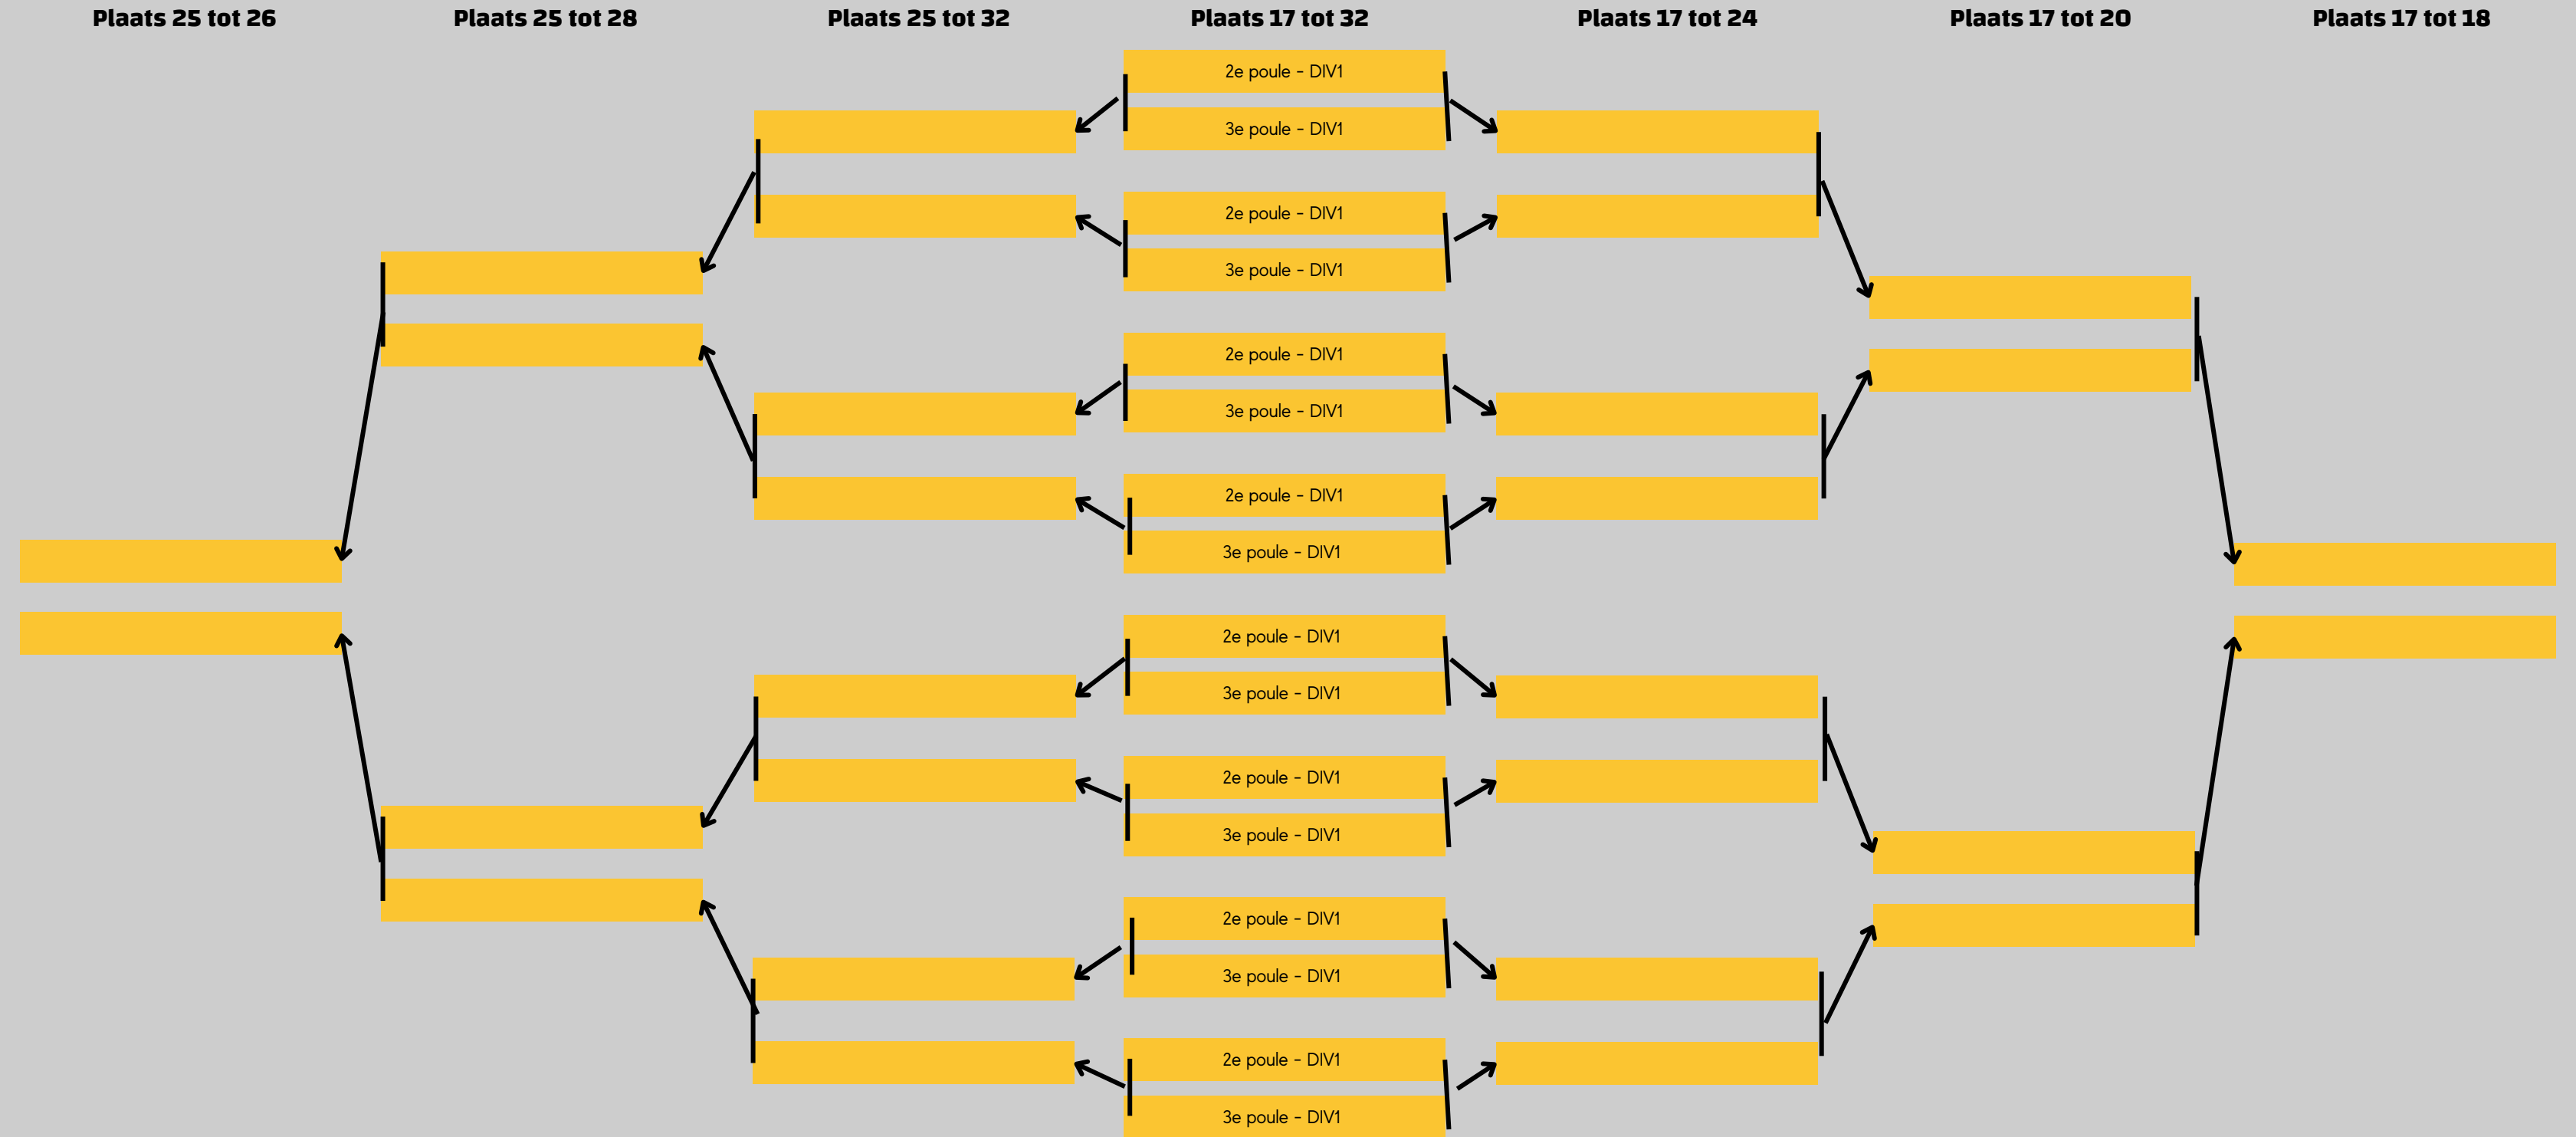 Plaats 25 tot 26
Plaats 25 tot 28
Plaats 25 tot 32
Plaats 17 tot 32
Plaats 17 tot 24
Plaats 17 tot 20
Plaats 17 tot 18
2e poule - DIV1
3e poule - DIV1
2e poule - DIV1
3e poule - DIV1
2e poule - DIV1
3e poule - DIV1
2e poule - DIV1
3e poule - DIV1
2e poule - DIV1
3e poule - DIV1
2e poule - DIV1
3e poule - DIV1
2e poule - DIV1
3e poule - DIV1
2e poule - DIV1
3e poule - DIV1